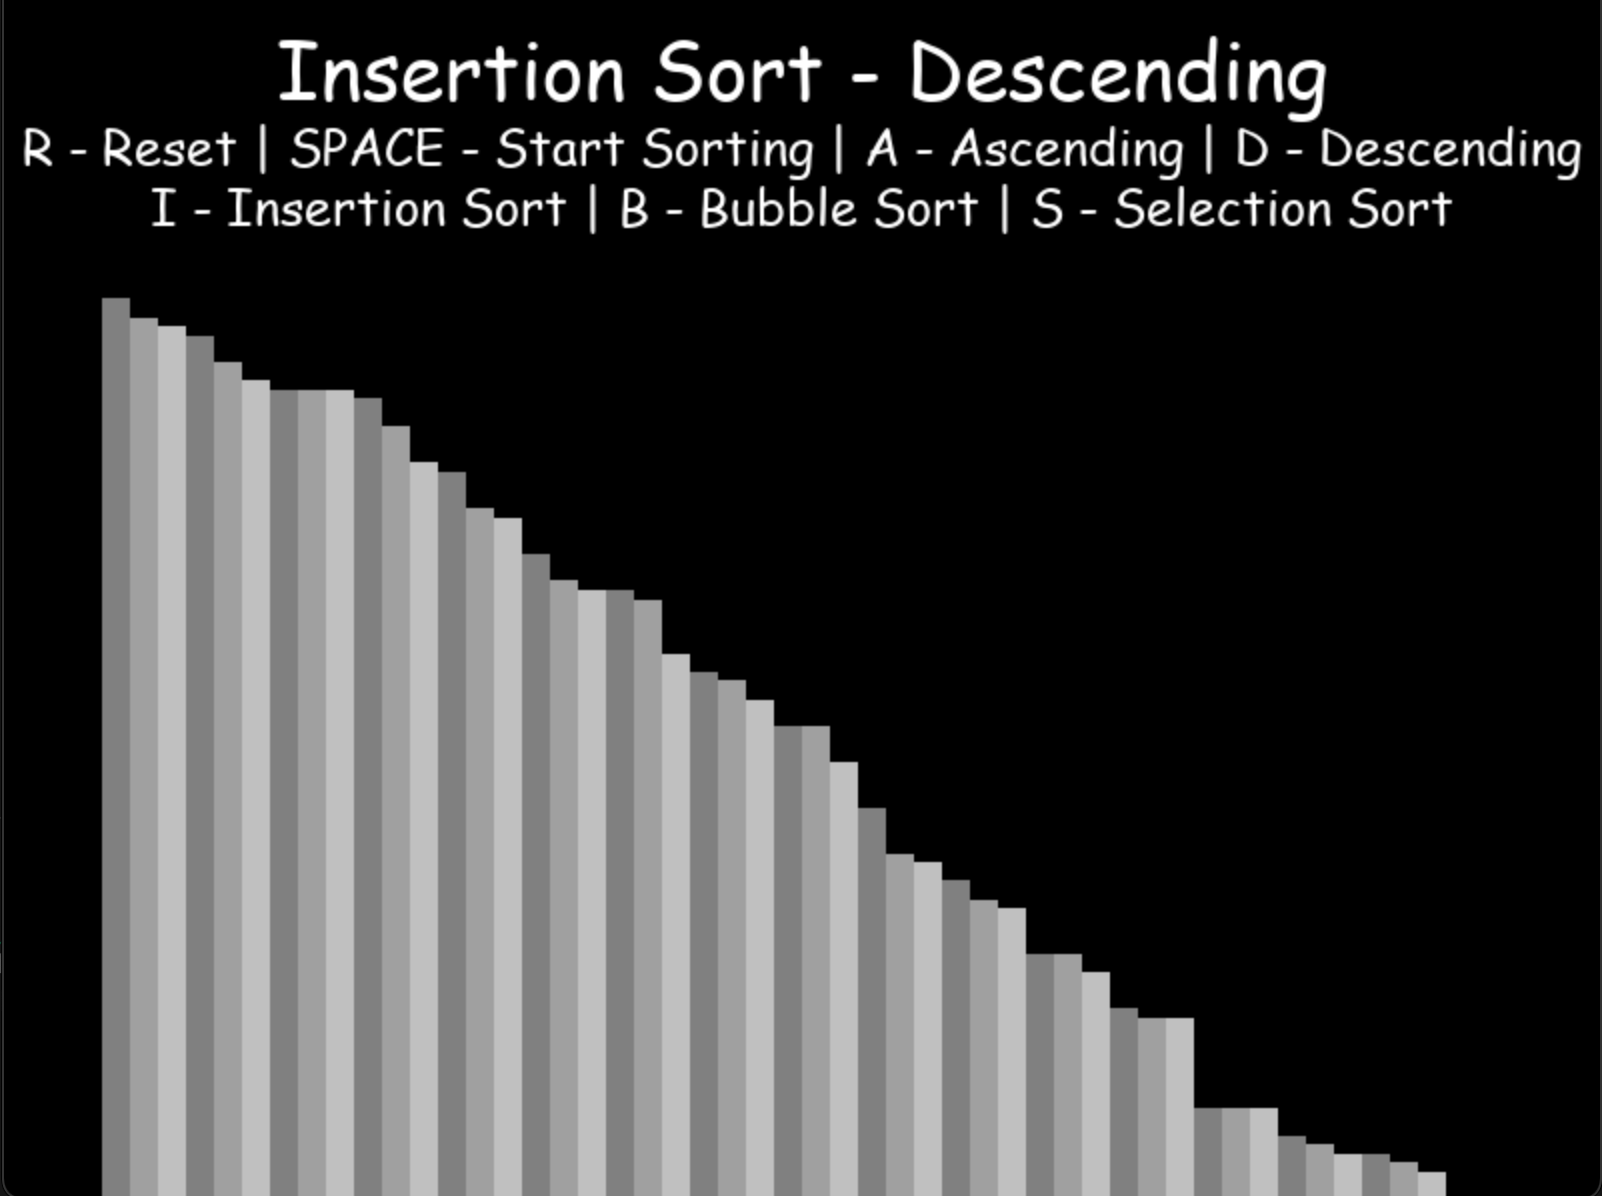 Insertion Sort - Descending
R - Reset | SPACE - Start Sorting | A - Ascending | D - Descending
I - Insertion Sort | B - Bubble Sort | S - Selection Sort